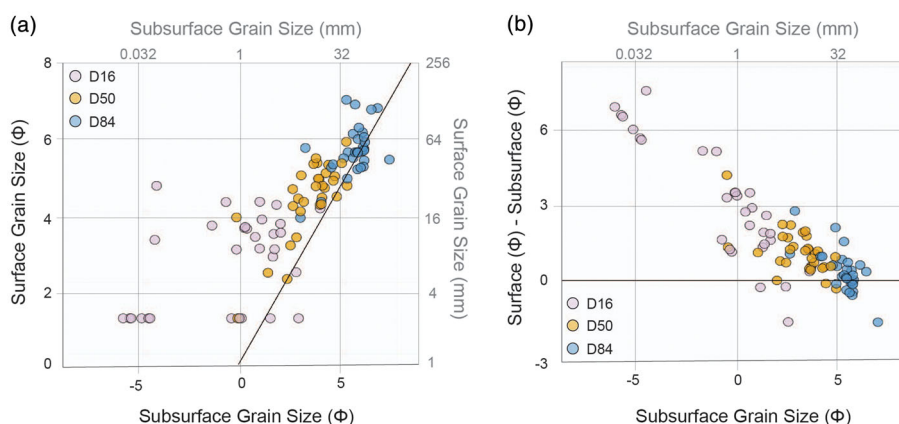 (a)
Subsurface Grain Size (mm)
0.032 1 32
8 256
D16
D50
D84
6 64
4 16
2 4
0 1
-5 0 5
Surface Grain Size (Φ)
Surface Grain Size (mm)
Subsurface Grain Size (Φ)
(b)
Subsurface Grain Size (mm)
0.032 1 32
6
3
0
-3
D16
D50
D84
-5 0 5
Surface (Φ) - Subsurface (Φ)
Subsurface Grain Size (Φ)